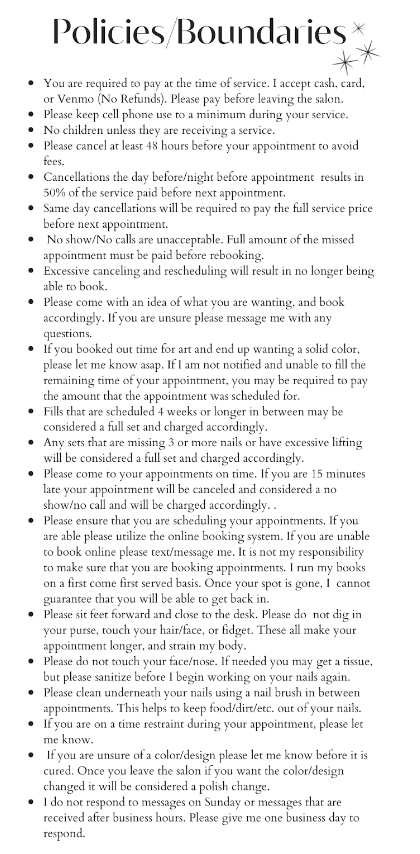 Policies/Boundaries
• You are required to pay at the time of service. I accept cash, card,
or Venmo (No Refunds). Please pay before leaving the salon.
• Please keep cell phone use to a minimum during your service.
• No children unless they are receiving a service.
• Please cancel at least 48 hours before your appointment to avoid
fees.
• Cancellations the day before/night before appointment results in
50% of the service paid before next appointment.
• Same day cancellations will be required to pay the full service price
before next appointment.
• No show/No calls are unacceptable. Full amount of the missed
appointment must be paid before rebooking.
• Excessive canceling and rescheduling will result in no longer being
able to book.
• Please come with an idea of what you are wanting, and book
accordingly. If you are unsure please message me with any
questions.
• If you booked out time for art and end up wanting a solid color,
please let me know asap. If I am not notified and unable to fill the
remaining time of your appointment, you may be required to pay
the amount that the appointment was scheduled for.
• Fills that are scheduled 4 weeks or longer in between may be
considered a full set and charged accordingly.
• Any sets that are missing 3 or more nails or have excessive lifting
will be considered a full set and charged accordingly.
• Please come to your appointments on time. If you are 15 minutes
late your appointment will be canceled and considered a no
show/no call and will be charged accordingly. .
• Please ensure that you are scheduling your appointments. If you
are able please utilize the online booking system. If you are unable
to book online please text/message me. It is not my responsibility
to make sure that you are booking appointments. I run my books
on a first come first served basis. Once your spot is gone, I cannot
guarantee that you will be able to get back in.
• Please sit feet forward and close to the desk. Please do not dig in
your purse, touch your hair/face, or fidget. These all make your
appointment longer, and strain my body.
• Please do not touch your face/nose. If needed you may get a tissue,
but please sanitize before I begin working on your nails again.
• Please clean underneath your nails using a nail brush in between
appointments. This helps to keep food/dirt/etc. out of your nails.
• If you are on a time restraint during your appointment, please let
me know.
• If you are unsure of a color/design please let me know before it is
cured. Once you leave the salon if you want the color/design
changed it will be considered a polish change.
• I do not respond to messages on Sunday or messages that are
received after business hours. Please give me one business day to
respond.